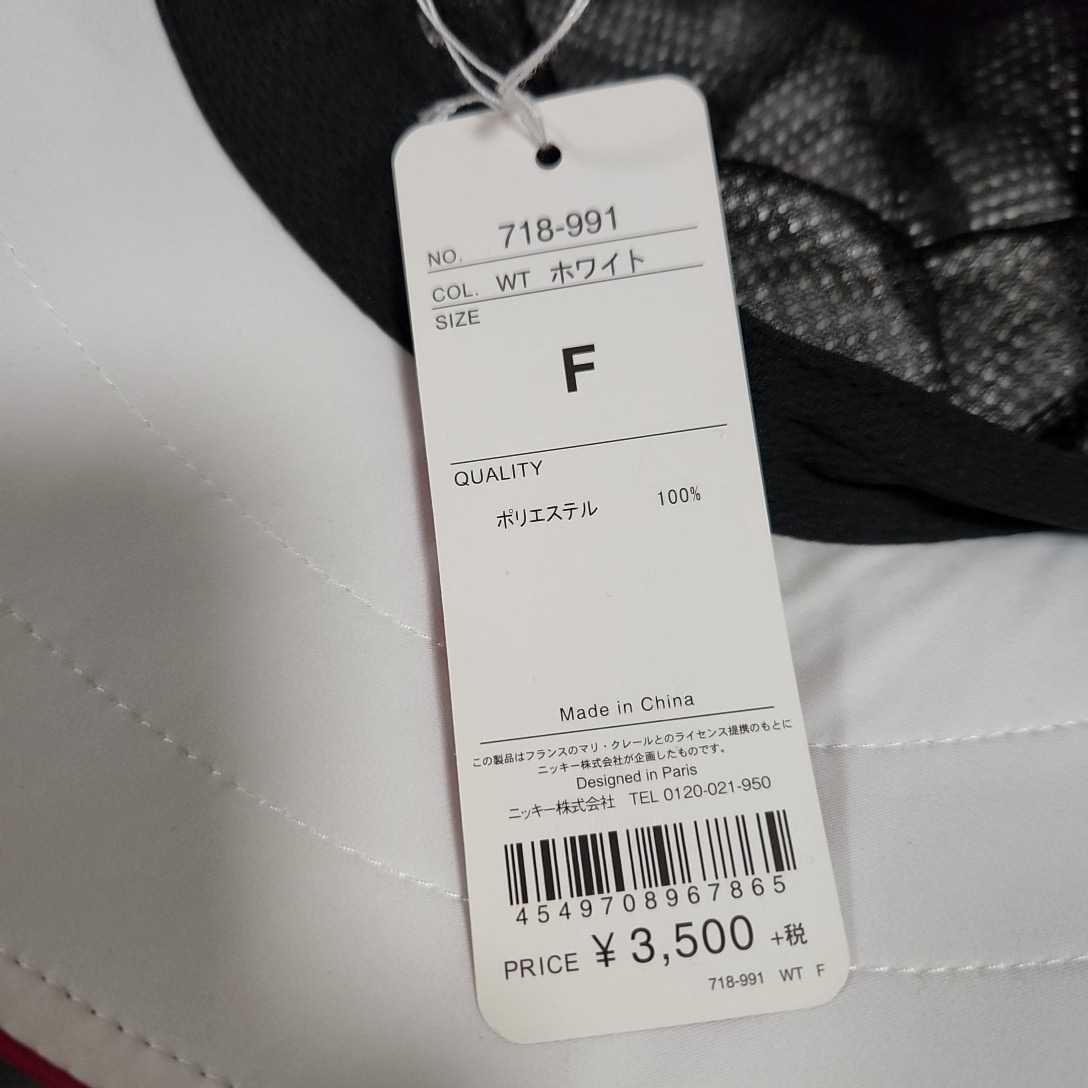 NO. 718-991
COL. WT ホワイト
SIZE
F
QUALITY
ポリエステル 100%
Made in China
この製品はフランスのマリ・クレールとのライセンス提携のもとに
ニッキー株式会社が企画したものです。
Designed in Paris
ニッキー株式会社 TEL 0120-021-950
4549708967865
PRICE ¥3,500 +税
718-991 WT F